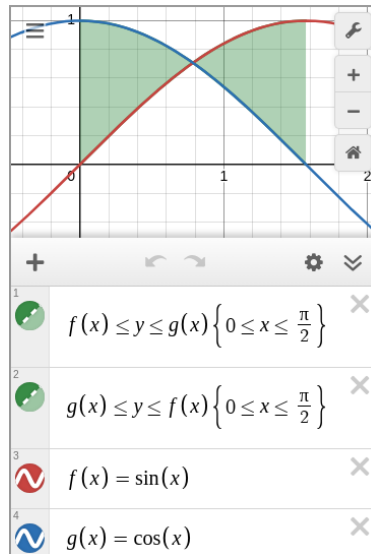 1
0
1
2
1
f(x) ≤ y ≤ g(x) {0 ≤ x ≤ π/2}
2
g(x) ≤ y ≤ f(x) {0 ≤ x ≤ π/2}
3
f(x) = sin(x)
4
g(x) = cos(x)